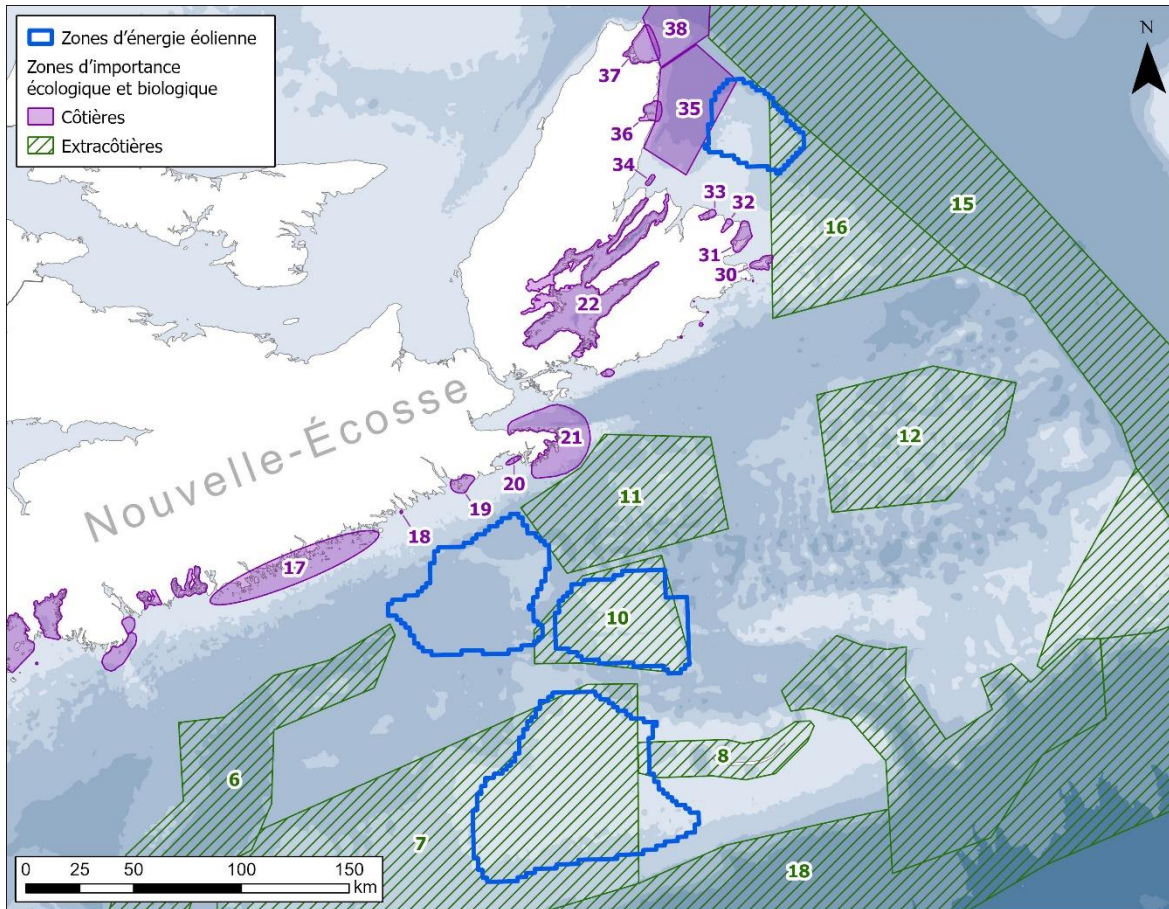 Zones d'énergie éolienne
Zones d'importance
écologique et biologique
Côtières
Extracôtières
N
38
37
35
36
34
33
32
31
30
16
15
22
21
20
19
18
17
12
11
10
8
7
6
18
Nouvelle-Écosse
0 25 50 100 150
km